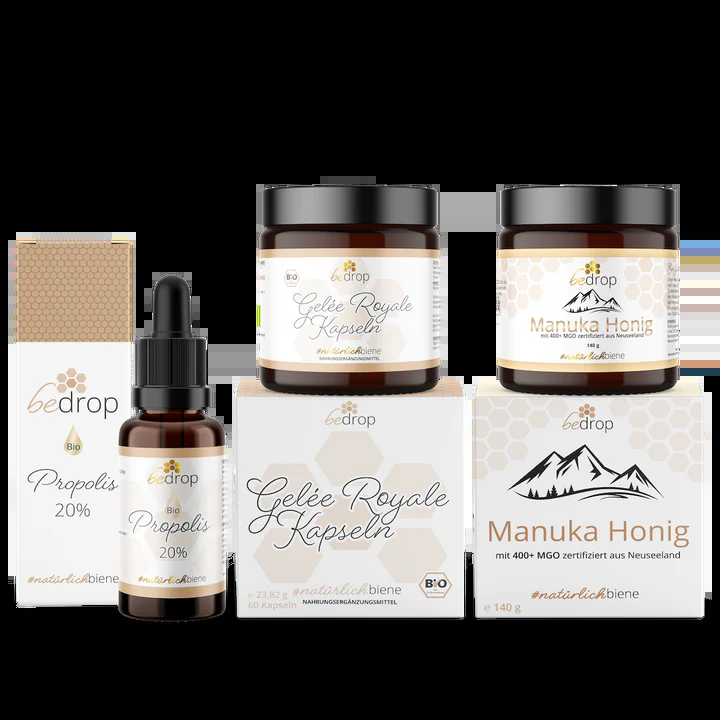 bedrop
Bio
Propolis
20%
#natürlichbiene
bedrop
Bio
Propolis
20%
#natürlichbiene
BIO
bedrop
Gelée Royale
Kapseln
#natürlichbiene
NAHRUNGSERGÄNZUNGSMITTEL
bedrop
Gelée Royale
Kapseln
℮ 23,82 g
60 Kapseln
#natürlichbiene
NAHRUNGSERGÄNZUNGSMITTEL
BIO
bedrop
Manuka Honig
mit 400+ MGO zertifiziert aus Neuseeland
140 g
#natürlichbiene
bedrop
Manuka Honig
mit 400+ MGO zertifiziert aus Neuseeland
℮ 140 g
#natürlichbiene